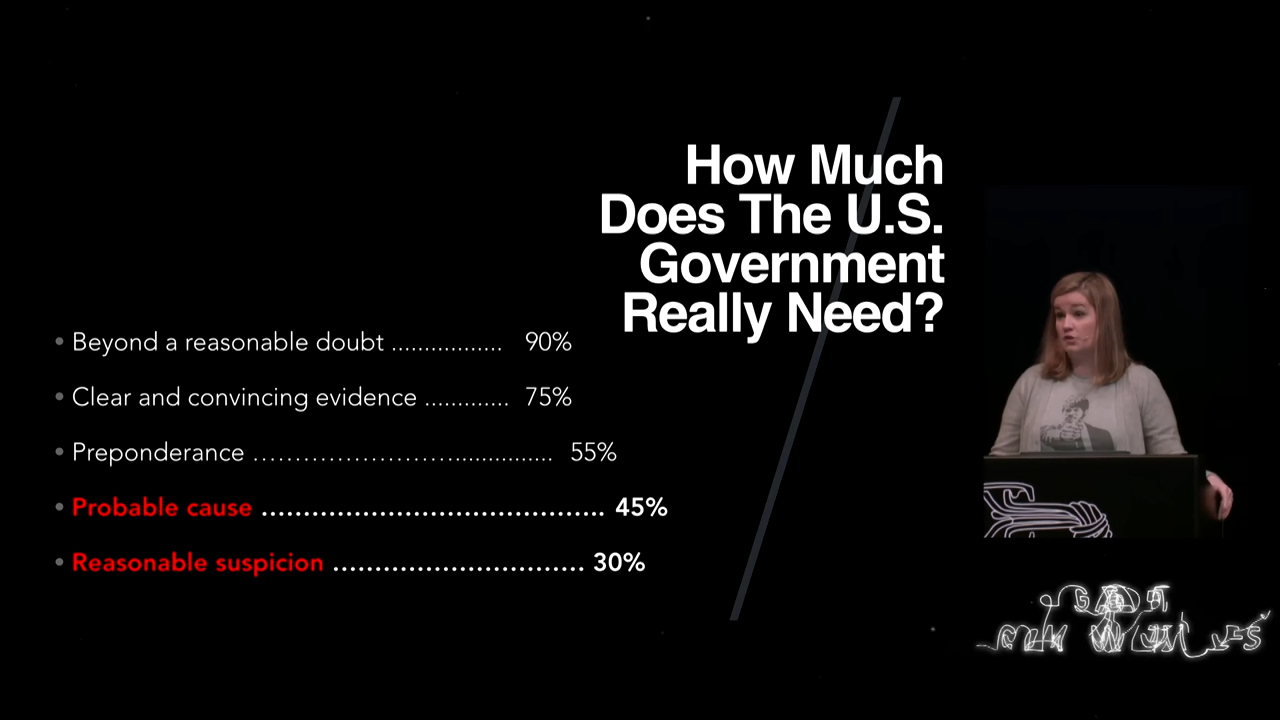 How Much
Does The U.S.
Government
Really Need?
• Beyond a reasonable doubt ................. 90%
• Clear and convincing evidence ............. 75%
• Preponderance ……………………............... 55%
• Probable cause ………………………………….. 45%
• Reasonable suspicion ………………………… 30%